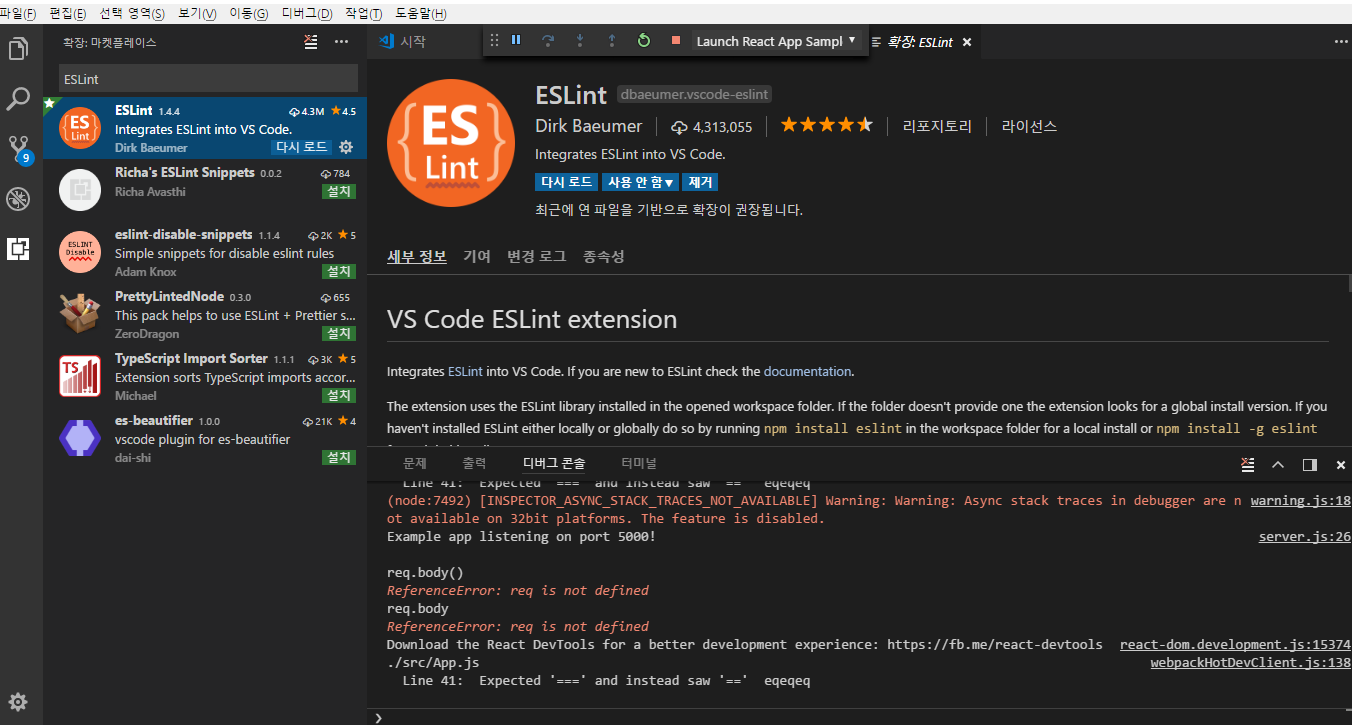 파일(F) 편집(E) 선택 영역(S) 보기(V) 이동(G) 디버그(D) 작업(T) 도움말(H)
확장: 마켓플레이스
ESLint
ESLint 1.4.4 4.3M 4.5
Integrates ESLint into VS Code.
Dirk Baeumer 다시 로드
Richa's ESLint Snippets 0.0.2 784
Richa Avasthi 설치
eslint-disable-snippets 1.1.4 2K 5
Simple snippets for disable eslint rules
Adam Knox 설치
PrettyLintedNode 0.3.0 655
This pack helps to use ESLint + Prettier s...
ZeroDragon 설치
TypeScript Import Sorter 1.1.1 3K 5
Extension sorts TypeScript imports accor...
Michael 설치
es-beautifier 1.0.0 21K 4
vscode plugin for es-beautifier
dai-shi 설치
9
ES
Lint
ESLINT
Disable
TS
시작 Launch React App Sampl 확장: ESLint
ES
Lint
ESLint dbaeumer.vscode-eslint
Dirk Baeumer 4,313,055 리포지토리 라이선스
Integrates ESLint into VS Code.
다시 로드 사용 안 함▼ 제거
최근에 연 파일을 기반으로 확장이 권장됩니다.
세부 정보 기여 변경 로그 종속성
VS Code ESLint extension
Integrates ESLint into VS Code. If you are new to ESLint check the documentation.
The extension uses the ESLint library installed in the opened workspace folder. If the folder doesn't provide one the extension looks for a global install version. If you
haven't installed ESLint either locally or globally do so by running npm install eslint in the workspace folder for a local install or npm install -g eslint
문제 출력 디버그 콘솔 터미널
Line 41: Expected '===' and instead saw '==' eqeqeq
(node:7492) [INSPECTOR_ASYNC_STACK_TRACES_NOT_AVAILABLE] Warning: Warning: Async stack traces in debugger are n warning.js:18
ot available on 32bit platforms. The feature is disabled.
Example app listening on port 5000! server.js:26
req.body()
ReferenceError: req is not defined
req.body
ReferenceError: req is not defined
Download the React DevTools for a better development experience: https://fb.me/react-devtools react-dom.development.js:15374
./src/App.js webpackHotDevClient.js:138
Line 41: Expected '===' and instead saw '==' eqeqeq